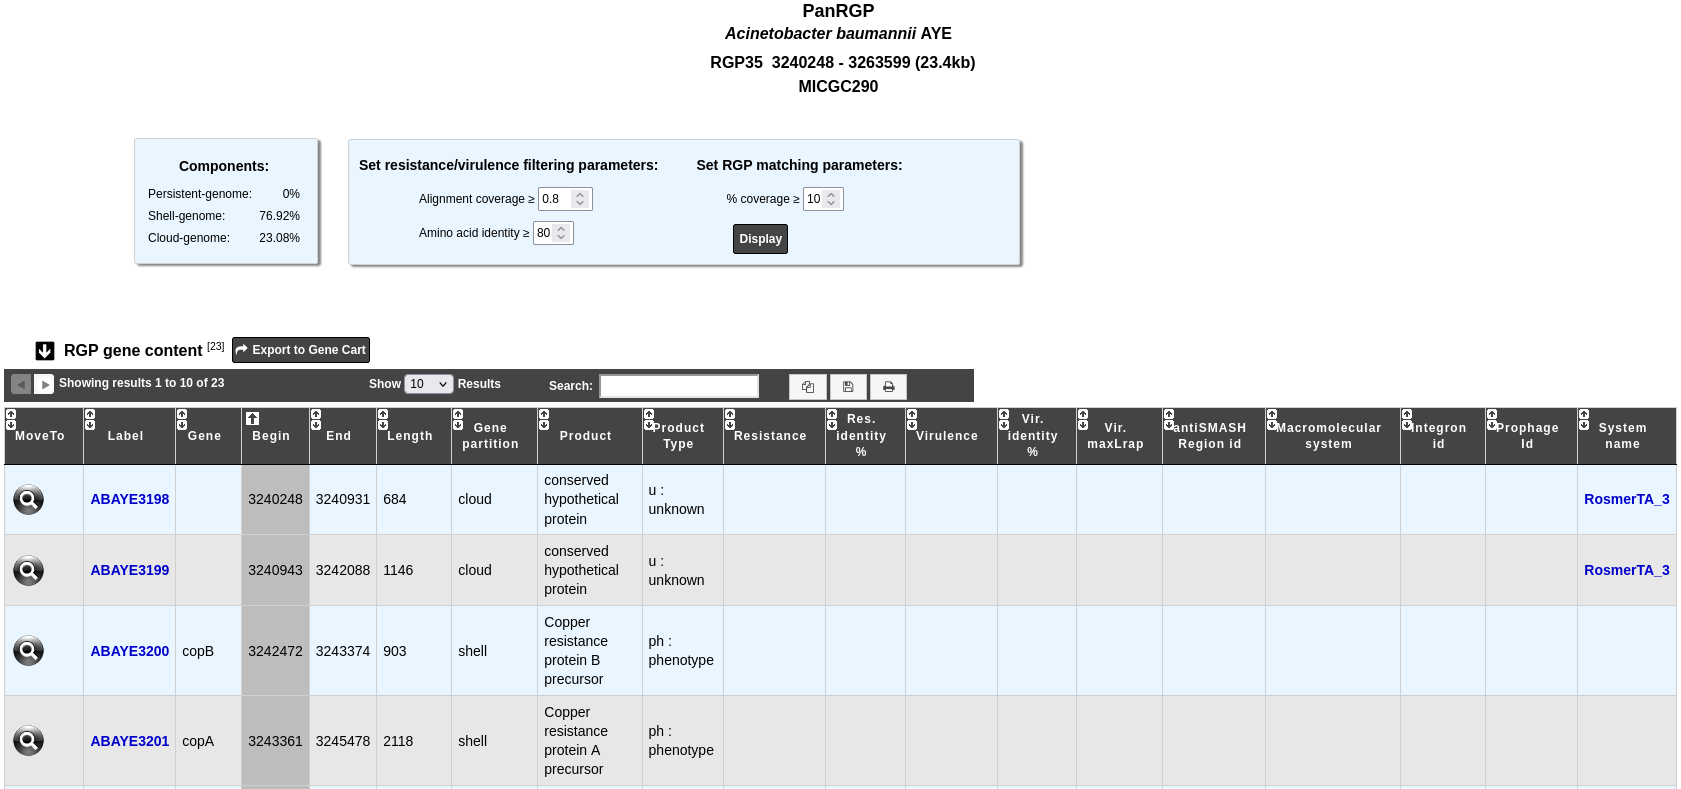 PanRGP
Acinetobacter baumannii AYE
RGP35 3240248 - 3263599 (23.4kb)
MICGC290
Components:
Persistent-genome: 0%
Shell-genome: 76.92%
Cloud-genome: 23.08%
Set resistance/virulence filtering parameters:
Alignment coverage ≥ 0.8
Amino acid identity ≥ 80
Set RGP matching parameters:
% coverage ≥ 10
Display
RGP gene content [23] Export to Gene Cart
Showing results 1 to 10 of 23 Show 10 Results Search:
MoveTo Label Gene Begin End Length Gene partition Product Product Type Resistance Res. identity % Virulence Vir. identity % Vir. maxLrap antiSMASH Region id Macromolecular system Integron id Prophage Id System name
ABAYE3198 3240248 3240931 684 cloud conserved hypothetical protein u : unknown RosmerTA_3
ABAYE3199 3240943 3242088 1146 cloud conserved hypothetical protein u : unknown RosmerTA_3
ABAYE3200 copB 3242472 3243374 903 shell Copper resistance protein B precursor ph : phenotype
ABAYE3201 copA 3243361 3245478 2118 shell Copper resistance protein A precursor ph : phenotype